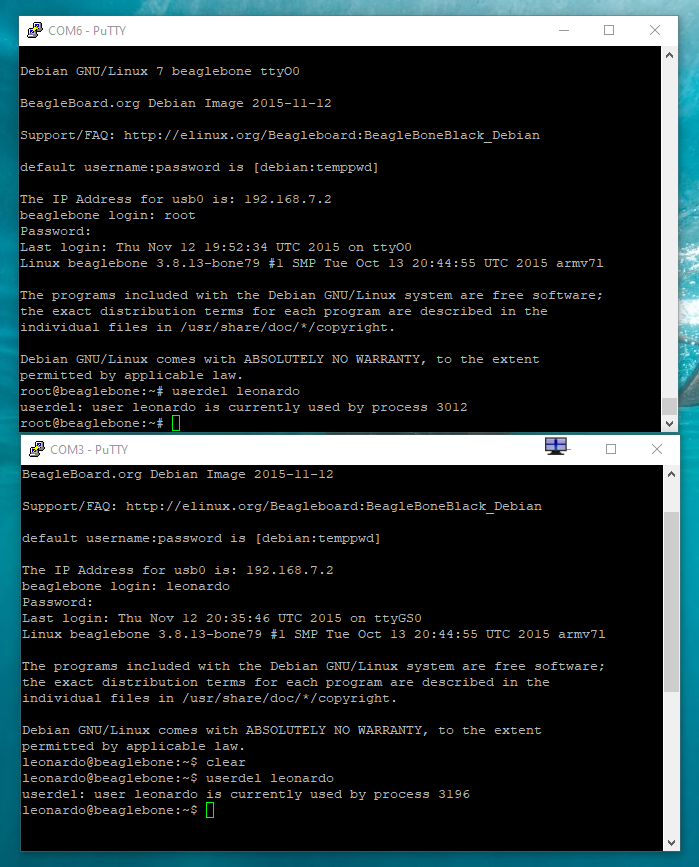 COM6 - PuTTY
Debian GNU/Linux 7 beaglebone ttyO0
BeagleBoard.org Debian Image 2015-11-12
Support/FAQ: http://elinux.org/Beagleboard:BeagleBoneBlack_Debian
default username:password is [debian:temppwd]
The IP Address for usb0 is: 192.168.7.2
beaglebone login: root
Password:
Last login: Thu Nov 12 19:52:34 UTC 2015 on ttyO0
Linux beaglebone 3.8.13-bone79 #1 SMP Tue Oct 13 20:44:55 UTC 2015 armv7l
The programs included with the Debian GNU/Linux system are free software;
the exact distribution terms for each program are described in the
individual files in /usr/share/doc/*/copyright.
Debian GNU/Linux comes with ABSOLUTELY NO WARRANTY, to the extent
permitted by applicable law.
root@beaglebone:~# userdel leonardo
userdel: user leonardo is currently used by process 3012
root@beaglebone:~#
COM3 - PuTTY
BeagleBoard.org Debian Image 2015-11-12
Support/FAQ: http://elinux.org/Beagleboard:BeagleBoneBlack_Debian
default username:password is [debian:temppwd]
The IP Address for usb0 is: 192.168.7.2
beaglebone login: leonardo
Password:
Last login: Thu Nov 12 20:35:46 UTC 2015 on ttyGS0
Linux beaglebone 3.8.13-bone79 #1 SMP Tue Oct 13 20:44:55 UTC 2015 armv7l
The programs included with the Debian GNU/Linux system are free software;
the exact distribution terms for each program are described in the
individual files in /usr/share/doc/*/copyright.
Debian GNU/Linux comes with ABSOLUTELY NO WARRANTY, to the extent
permitted by applicable law.
leonardo@beaglebone:~$ clear
leonardo@beaglebone:~$ userdel leonardo
userdel: user leonardo is currently used by process 3196
leonardo@beaglebone:~$